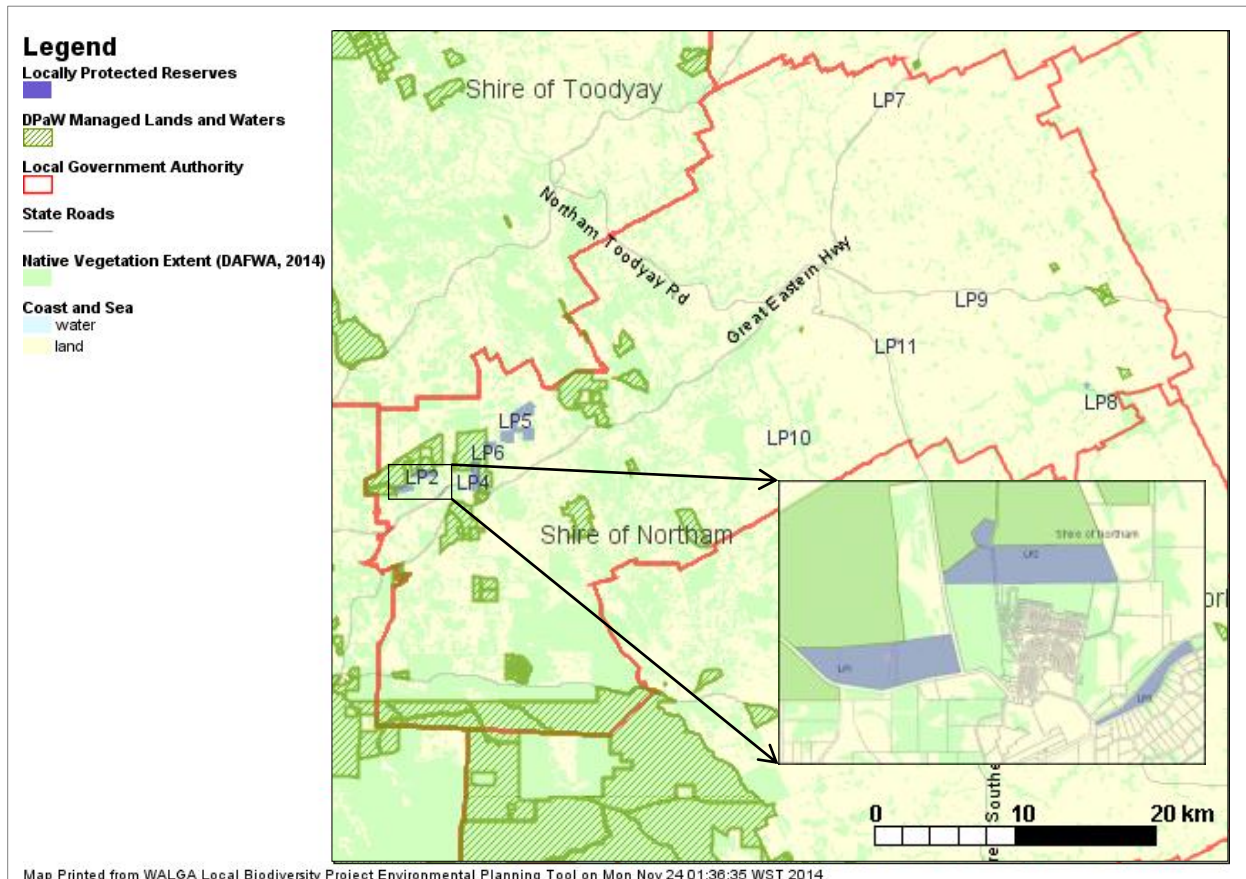 Legend
Locally Protected Reserves
DPaW Managed Lands and Waters
Local Government Authority
State Roads
Native Vegetation Extent (DAFWA, 2014)
Coast and Sea
water
land
Shire of Toodyay
LP7
Northam Toodyay Rd
Great Eastern Hwy
LP9
LP11
LP8
LP5
LP10
LP6
LP2
LP4
Shire of Northam
Shire of Northam
LP2
LP1
LP3
0 10 20 km
Map Printed from WALGA Local Biodiversity Project Environmental Planning Tool on Mon Nov 24 01:36:35 WST 2014